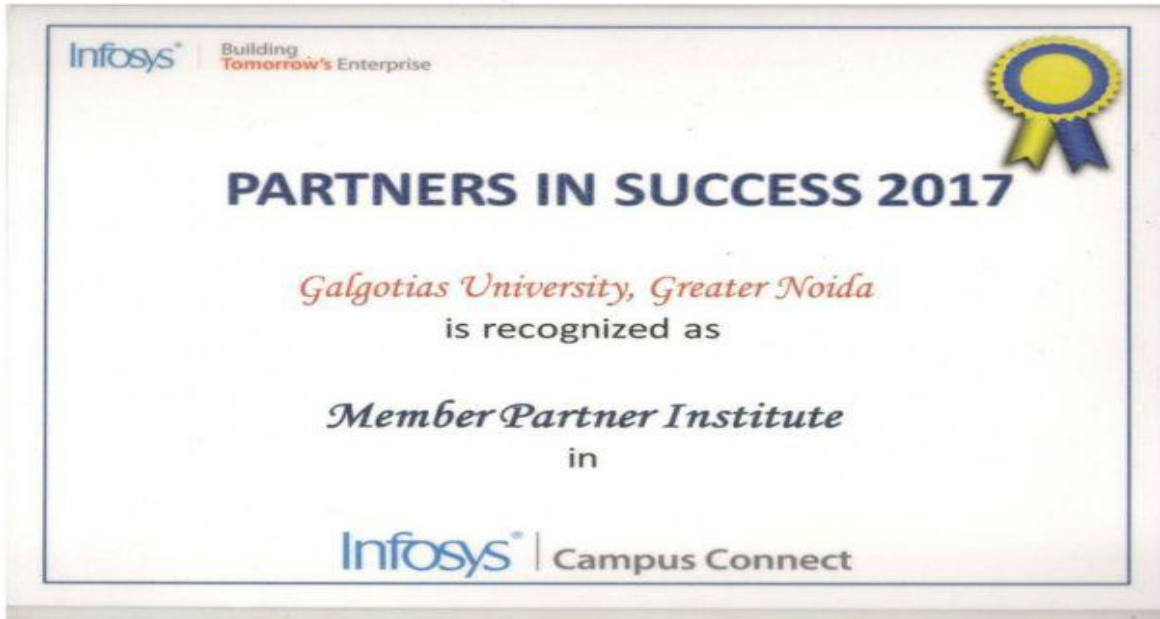 Infosys® | Building
Tomorrow's Enterprise
PARTNERS IN SUCCESS 2017
Galgotias University, Greater Noida
is recognized as
Member Partner Institute
in
Infosys® | Campus Connect